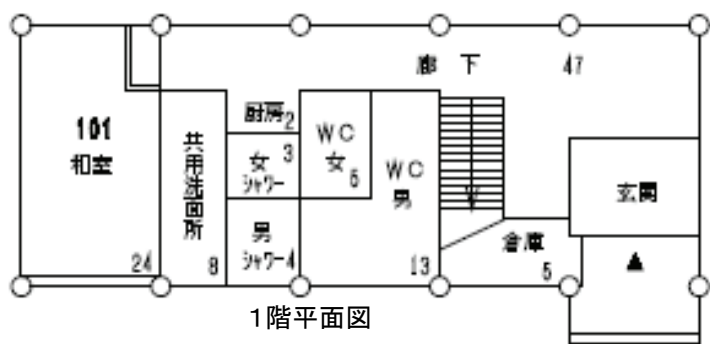 廊下 47
101
和室
24
共用洗面所
8
厨房 2
女
シャワー
3
男
シャワー 4
WC
女
6
WC
男
13
倉庫
5
玄関
▲
1階平面図